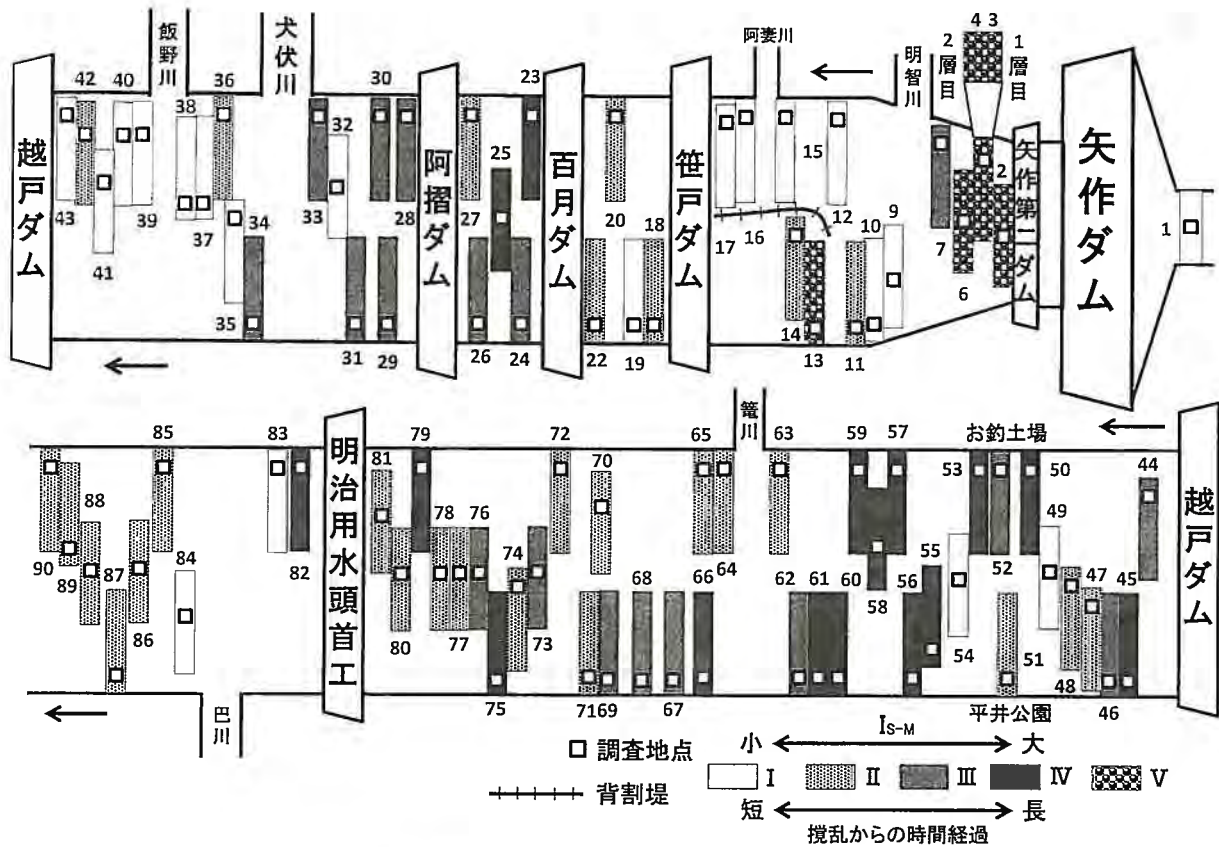 飯野川
犬伏川
阿妻川
明智川
2層目
4 3
1層目
42 40 36 30 23
38 32 25 20 18 15 2 1
越戸ダム
阿摺ダム
百月ダム
笹戸ダム
矢作第一ダム
矢作ダム
43 39 37 34 33 28 27 17 16 12 10 9 7 6
41 35 31 29 26 24 22 19 14 13 11
籠川
85 83 79 72 65 63 59 57 お釣土場 44
81 70 53 50
88 78 76 74 49
84 68 66 64 62 61 60 55 52 47 45
90 89 87 82 58 56
86 80 77 73 54 51 48
明治用水頭首工
越戸ダム
75 71 69 67 平井公園 46
巴川
調査地点
背割堤
小 IS-M 大
I II III IV V
短 長
撹乱からの時間経過